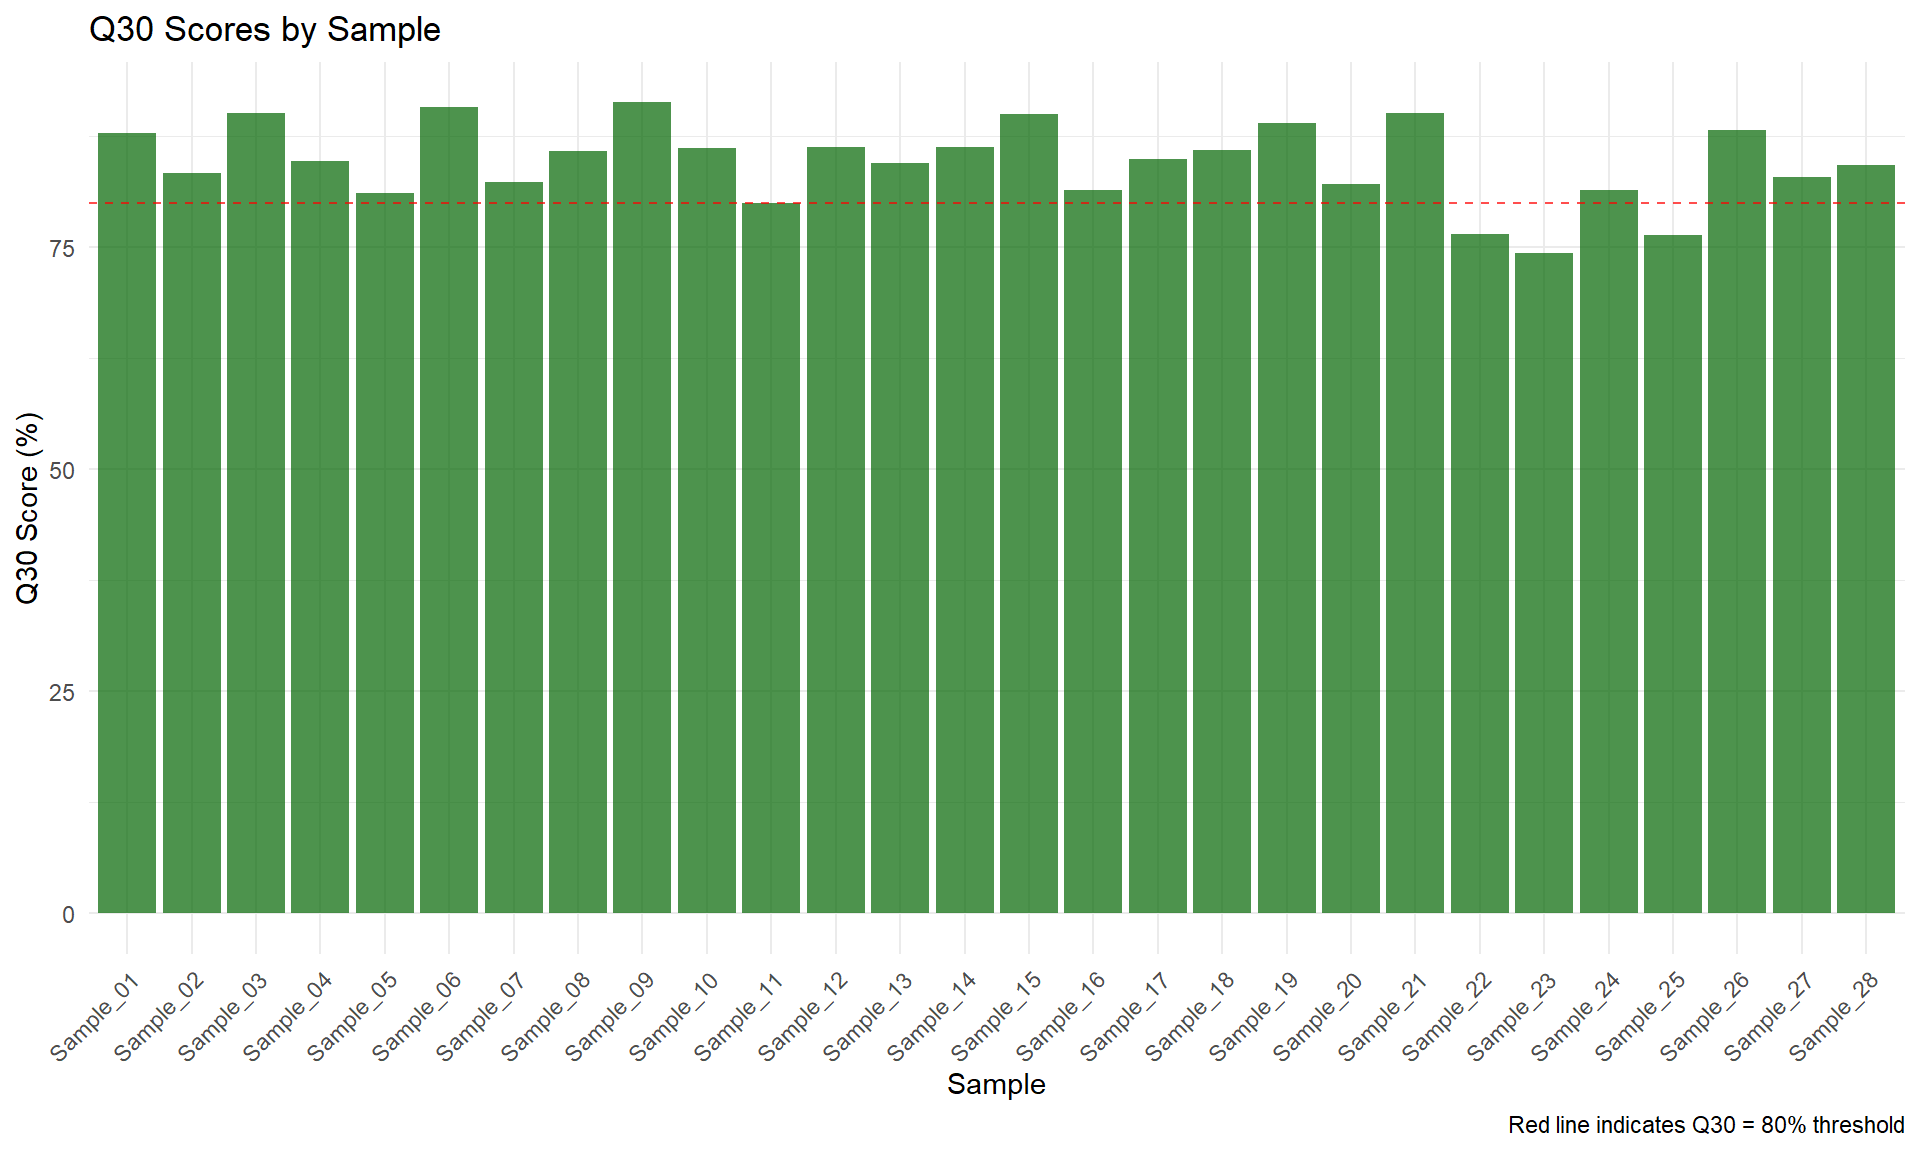 Q30 Scores by Sample
Q30 Score (%)
75
50
25
0
Sample_01
Sample_02
Sample_03
Sample_04
Sample_05
Sample_06
Sample_07
Sample_08
Sample_09
Sample_10
Sample_11
Sample_12
Sample_13
Sample_14
Sample_15
Sample_16
Sample_17
Sample_18
Sample_19
Sample_20
Sample_21
Sample_22
Sample_23
Sample_24
Sample_25
Sample_26
Sample_27
Sample_28
Sample
Red line indicates Q30 = 80% threshold